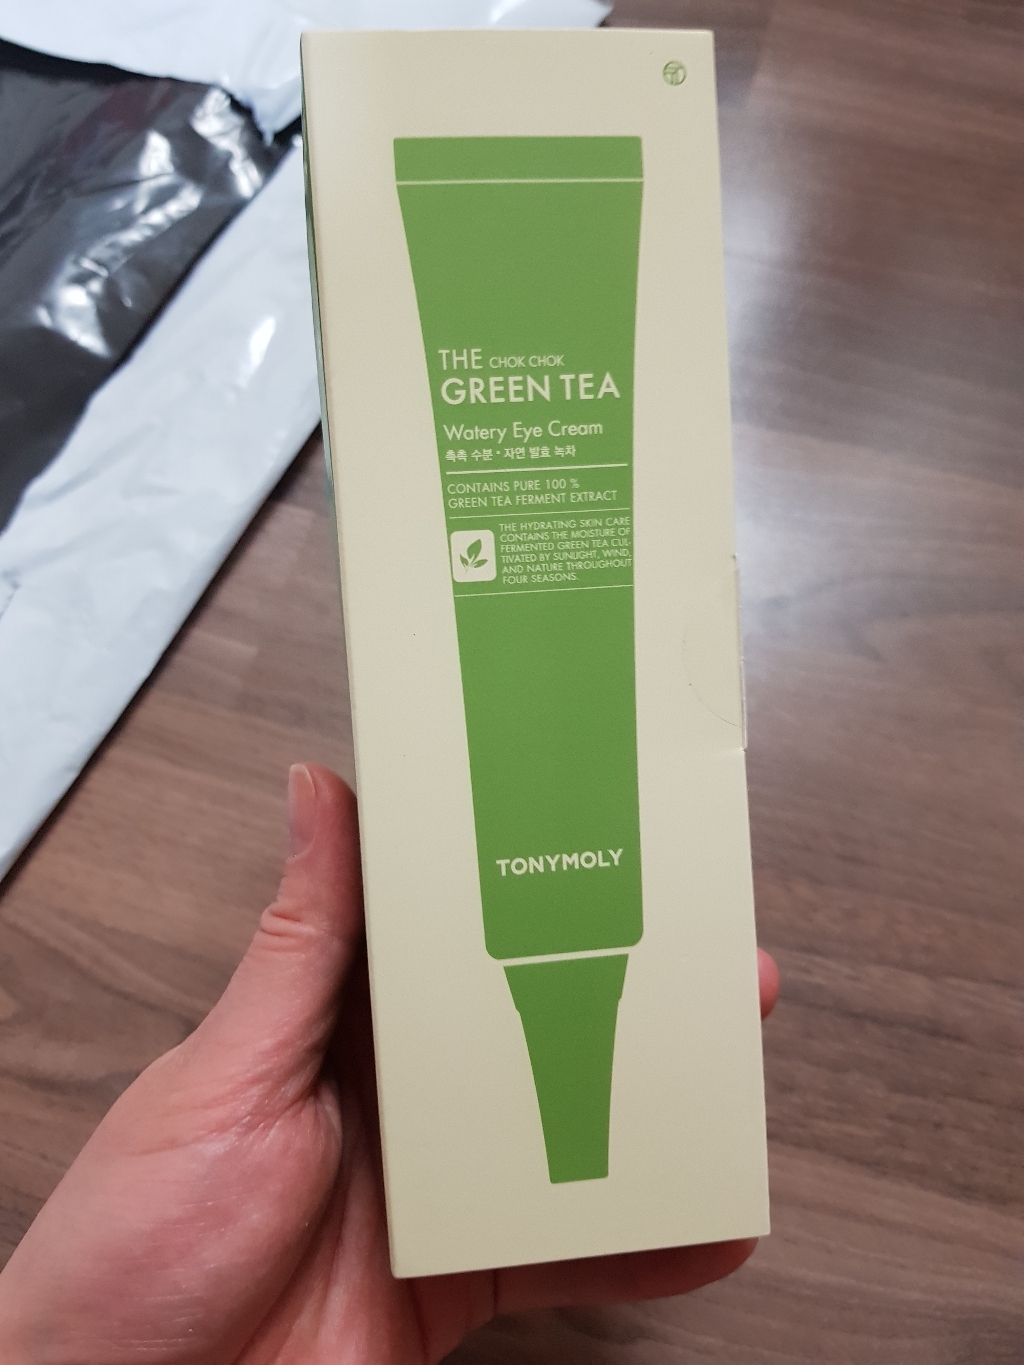 THE CHOK CHOK
GREEN TEA
Watery Eye Cream
촉촉 수분 • 자연 발효 녹차
CONTAINS PURE 100 %
GREEN TEA FERMENT EXTRACT
THE HYDRATING SKIN CARE
CONTAINS THE MOISTURE OF
FERMENTED GREEN TEA CUL-
TIVATED BY SUNLIGHT, WIND,
AND NATURE THROUGHOUT
FOUR SEASONS.
TONYMOLY